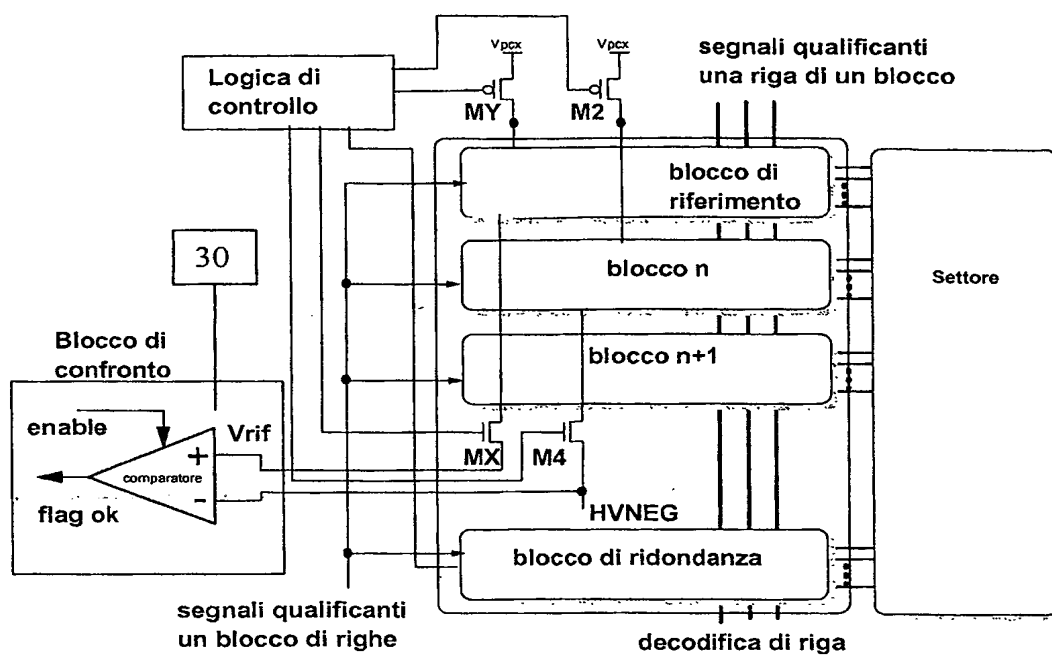 Vpcx
Vpcx
segnali qualificanti
una riga di un blocco
Logica di
controllo
MY
M2
blocco di
riferimento
30
blocco n
Settore
Blocco di
confronto
blocco n+1
enable
Vrif
+
comparatore
-
MX
M4
flag ok
HVNEG
blocco di ridondanza
segnali qualificanti
un blocco di righe
decodifica di riga